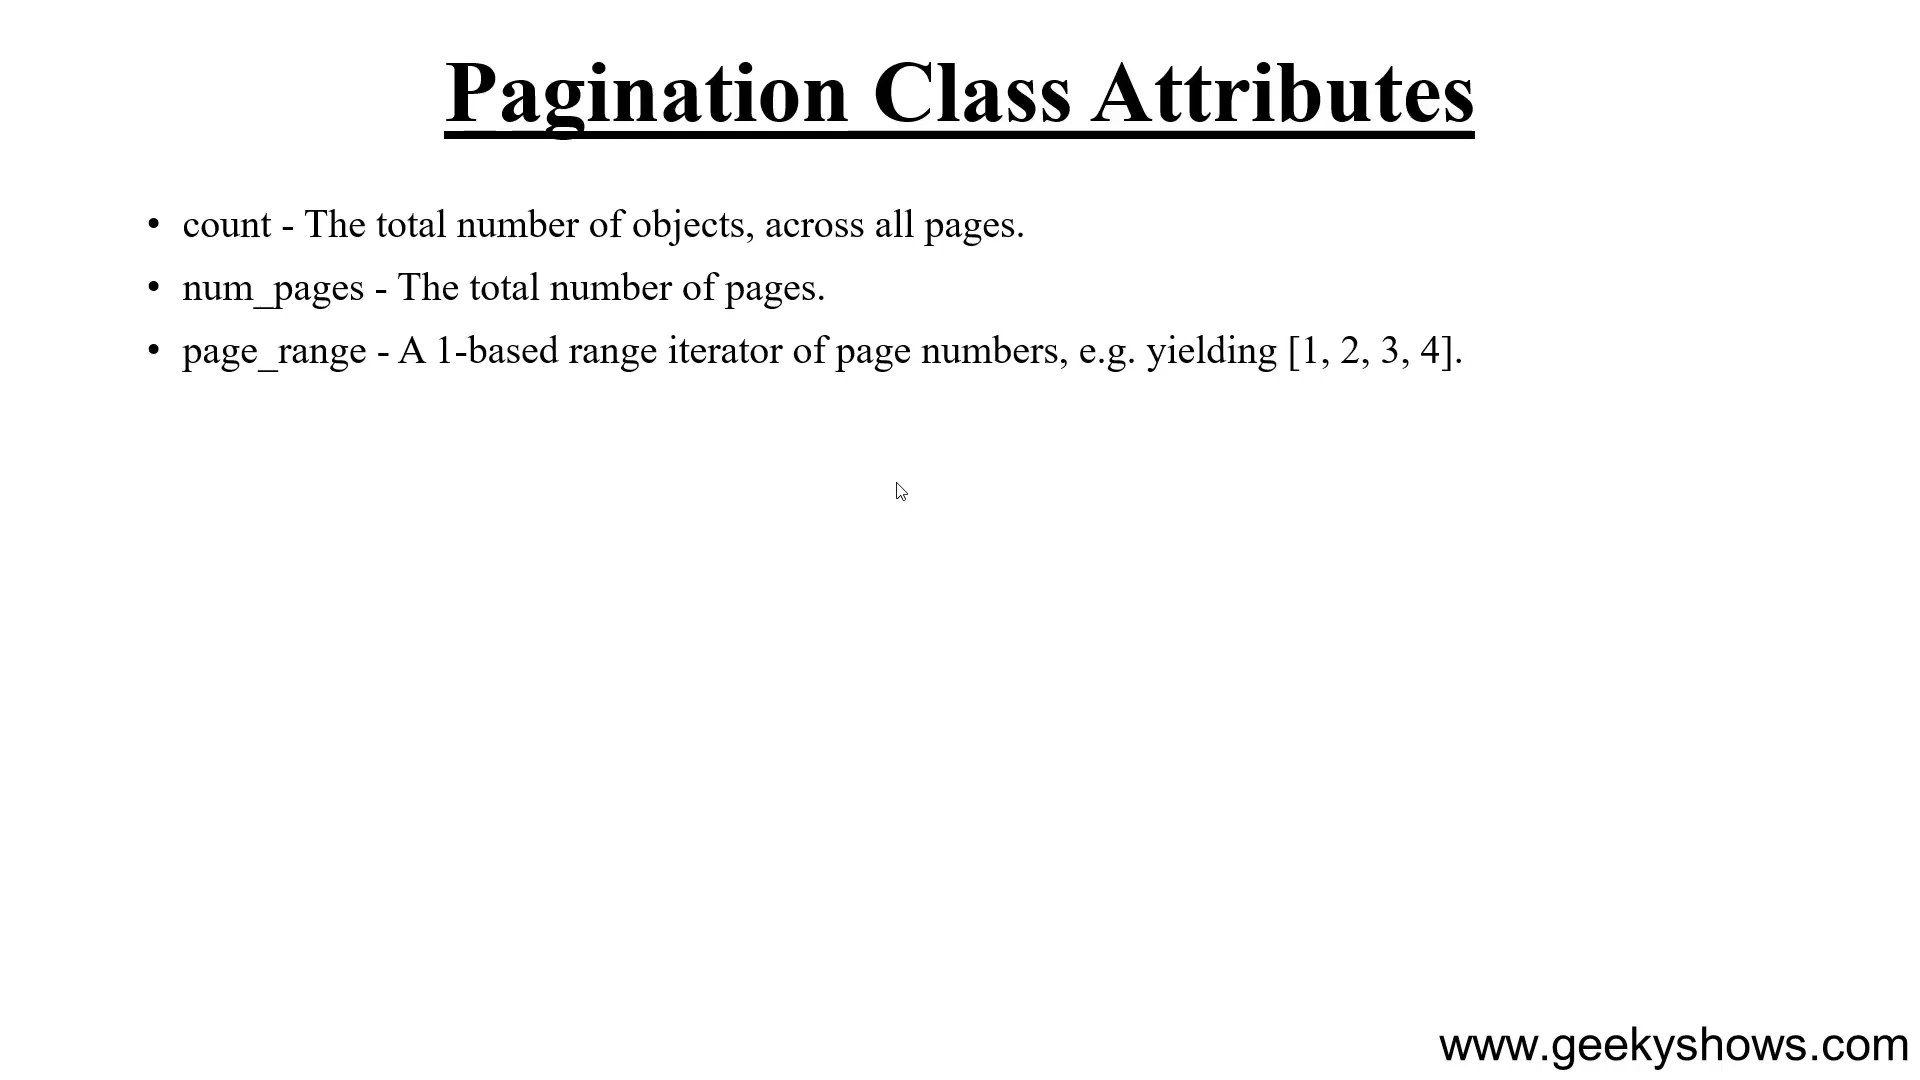 Pagination Class Attributes
• count - The total number of objects, across all pages.
• num_pages - The total number of pages.
• page_range - A 1-based range iterator of page numbers, e.g. yielding [1, 2, 3, 4].
www.geekyshows.com